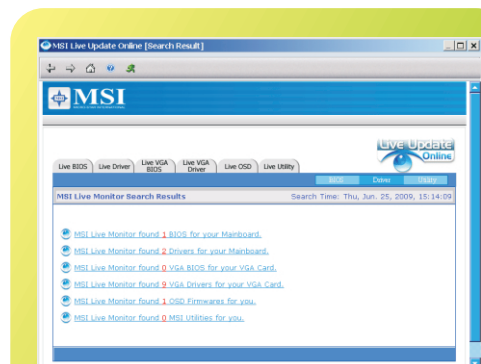 MSI Live Update Online [Search Result]
MSI
Live Update
Online
Live BIOS Live Driver Live VGA BIOS Live VGA Driver Live OSD Live Utility
BIOS Driver Utility
MSI Live Monitor Search Results Search Time: Thu, Jun. 25, 2009, 15:14:09
MSI Live Monitor found 1 BIOS for your Mainboard.
MSI Live Monitor found 2 Drivers for your Mainboard.
MSI Live Monitor found 0 VGA BIOS for your VGA Card.
MSI Live Monitor found 9 VGA Drivers for your VGA Card.
MSI Live Monitor found 1 OSD Firmwares for you.
MSI Live Monitor found 0 MSI Utilities for you.